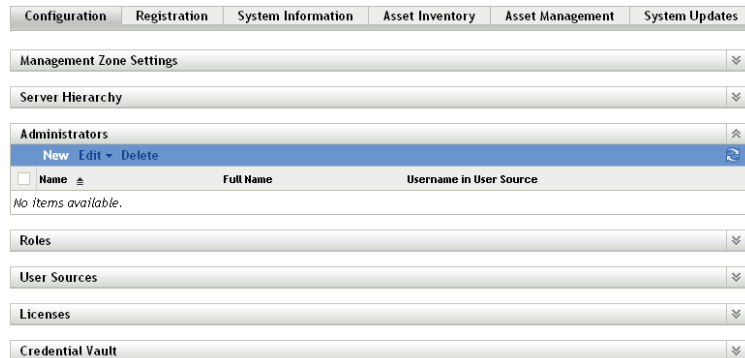 Configuration Registration System Information Asset Inventory Asset Management System Updates
Management Zone Settings
Server Hierarchy
Administrators
New Edit Delete
Name Full Name Username in User Source
No items available.
Roles
User Sources
Licenses
Credential Vault